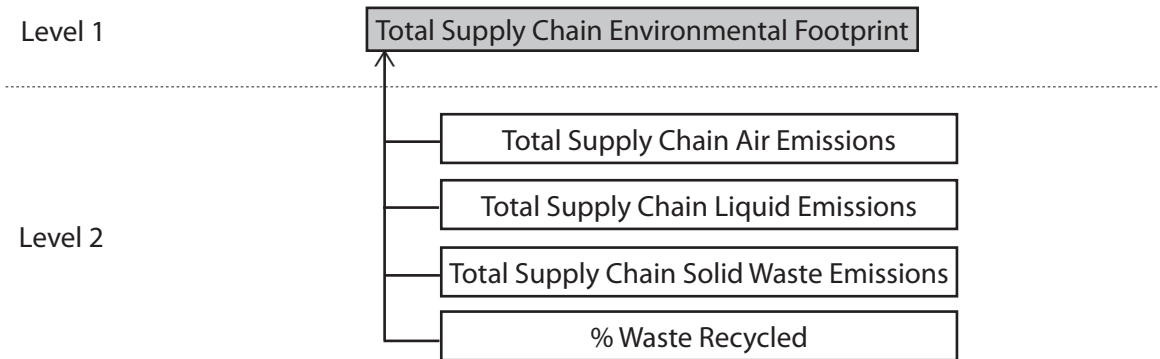 Level 1
Total Supply Chain Environmental Footprint
Total Supply Chain Air Emissions
Total Supply Chain Liquid Emissions
Level 2
Total Supply Chain Solid Waste Emissions
% Waste Recycled